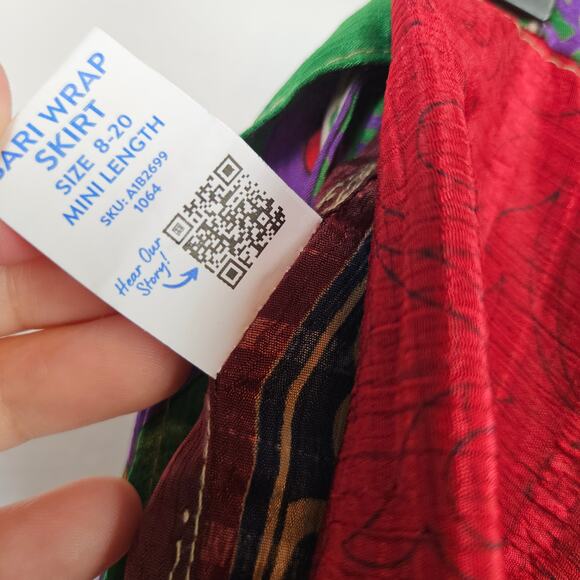 SARI WRAP
SKIRT
SIZE 8-20
MINI LENGTH
SKU: A1B2699
1064
Hear Our
Story!